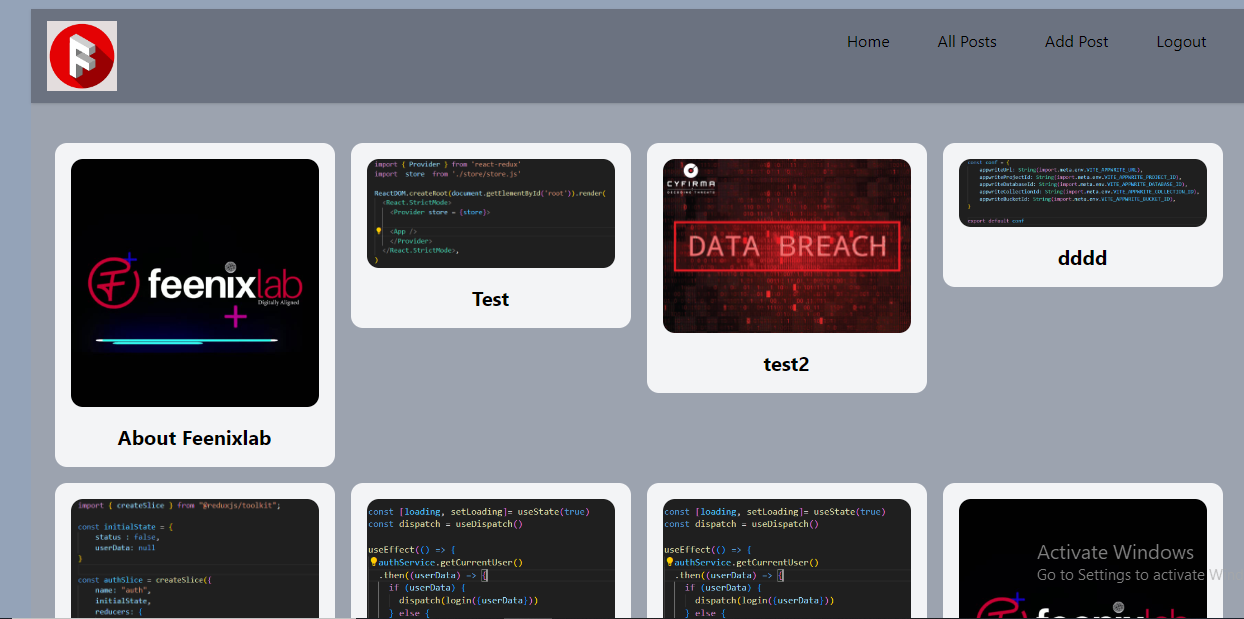 Home All Posts Add Post Logout
feenixlab
Digitally Aligned
About Feenixlab
import { Provider } from 'react-redux'
import store from './store/store.js'
ReactDOM.createRoot(document.getElementById('root')).render(
<React.StrictMode>
<Provider store = {store}>
<App />
</Provider>
</React.StrictMode>,
)
Test
CYFIRMA
DECODING THREATS
DATA BREACH
test2
const conf = {
appwriteUrl: String(import.meta.env.VITE_APPWRITE_URL),
appwriteProjectId: String(import.meta.env.VITE_APPWRITE_PROJECT_ID),
appwriteDatabaseId: String(import.meta.env.VITE_APPWRITE_DATABASE_ID),
appwriteCollectionId: String(import.meta.env.VITE_APPWRITE_COLLECTION_ID),
appwriteBucketId: String(import.meta.env.VITE_APPWRITE_BUCKET_ID),
}
export default conf
dddd
import { createSlice } from "@reduxjs/toolkit";
const initialState = {
status : false,
userData: null
}
const authSlice = createSlice({
name: "auth",
initialState,
reducers: {
const [loading, setLoading]= useState(true)
const dispatch = useDispatch()
useEffect(() => {
authService.getCurrentUser()
.then((userData) => {
if (userData) {
dispatch(login({userData}))
} else {
const [loading, setLoading]= useState(true)
const dispatch = useDispatch()
useEffect(() => {
authService.getCurrentUser()
.then((userData) => {
if (userData) {
dispatch(login({userData}))
} else {
feenixlab
Activate Windows
Go to Settings to activate W